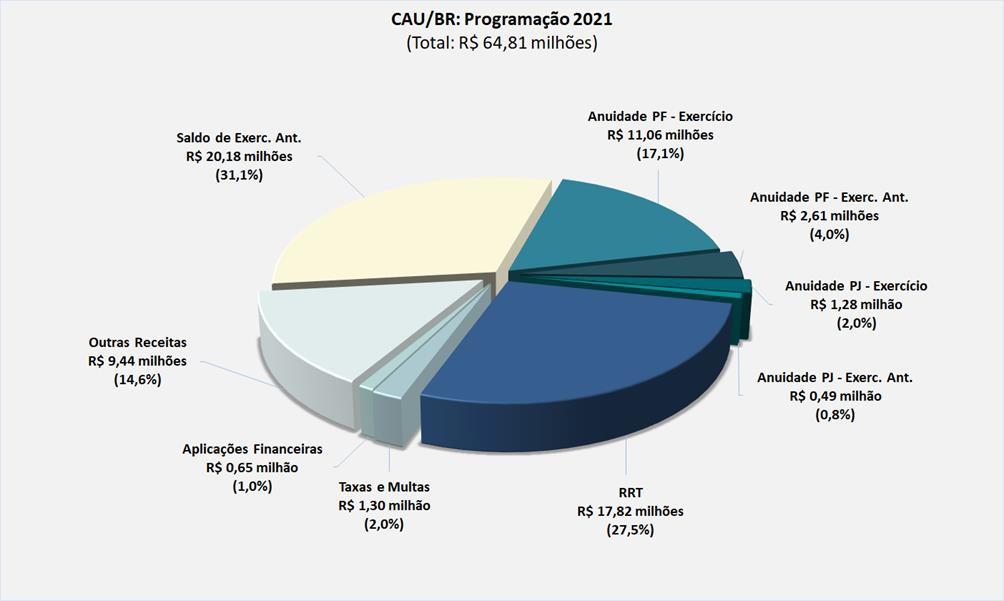 CAU/BR: Programação 2021
(Total: R$ 64,81 milhões)
Anuidade PF - Exercício
R$ 11,06 milhões
(17,1%)
Saldo de Exerc. Ant.
R$ 20,18 milhões
(31,1%)
Anuidade PF - Exerc. Ant.
R$ 2,61 milhões
(4,0%)
Anuidade PJ - Exercício
R$ 1,28 milhão
(2,0%)
Outras Receitas
R$ 9,44 milhões
(14,6%)
Anuidade PJ - Exerc. Ant.
R$ 0,49 milhão
(0,8%)
Aplicações Financeiras
R$ 0,65 milhão
(1,0%)
Taxas e Multas
R$ 1,30 milhão
(2,0%)
RRT
R$ 17,82 milhões
(27,5%)